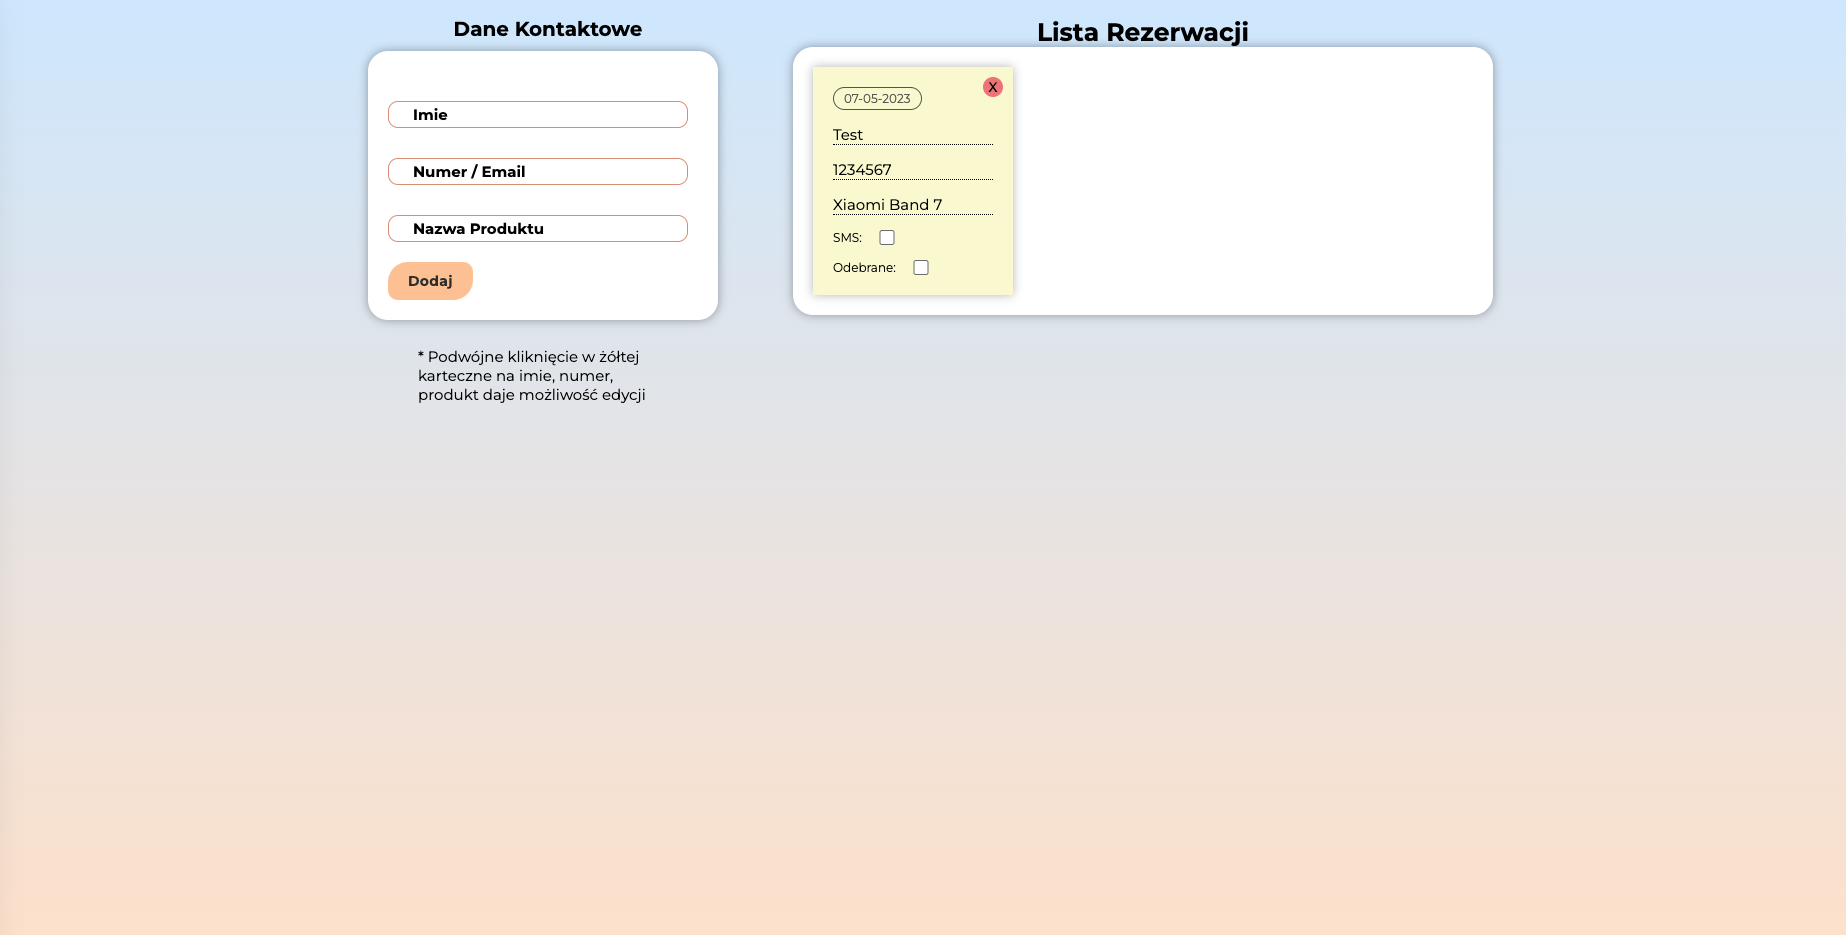 Dane Kontaktowe
Imie
Numer / Email
Nazwa Produktu
Dodaj
* Podwójne kliknięcie w żółtej
karteczne na imie, numer,
produkt daje możliwość edycji
Lista Rezerwacji
X
07-05-2023
Test
1234567
Xiaomi Band 7
SMS:
Odebrane: